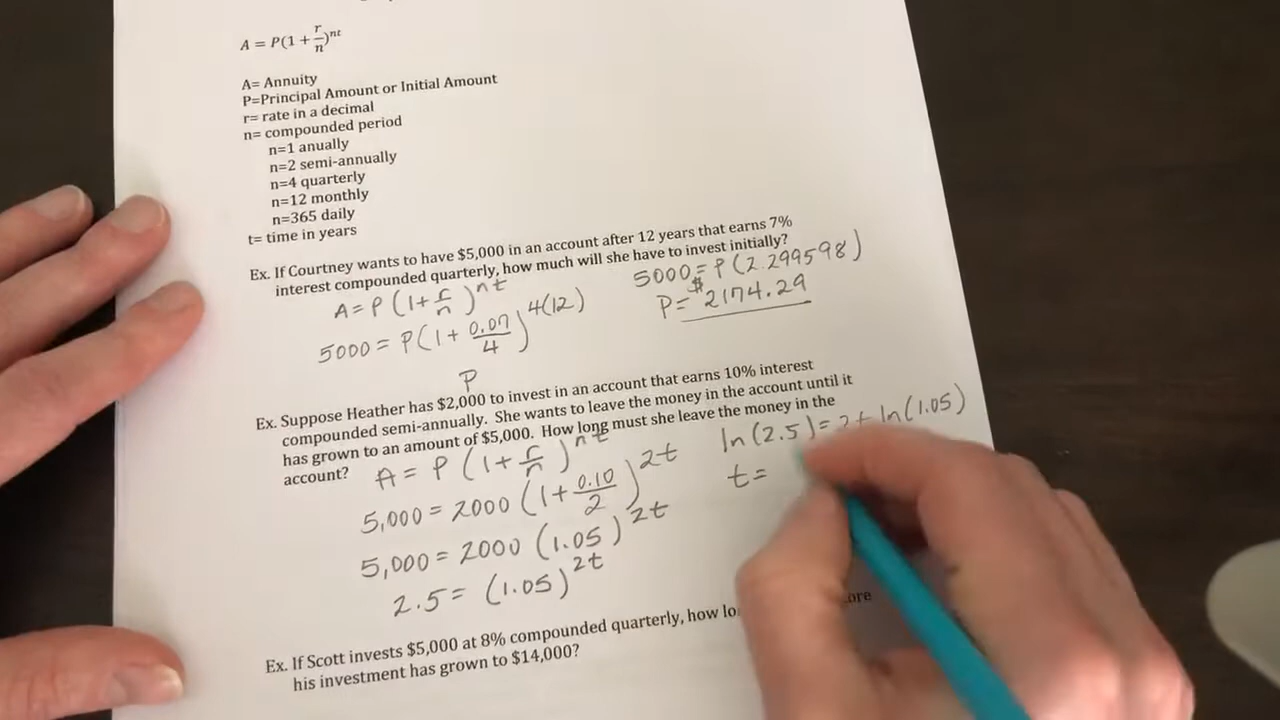 A = P(1 + r/n)^nt
A= Annuity
P=Principal Amount or Initial Amount
r= rate in a decimal
n= compounded period
n=1 anually
n=2 semi-annually
n=4 quarterly
n=12 monthly
n=365 daily
t= time in years
Ex. If Courtney wants to have $5,000 in an account after 12 years that earns 7%
interest compounded quarterly, how much will she have to invest initially?
A = P (1 + r/n)^nt
5000 = P(1 + 0.07/4)^4(12)
P
5000 = P (2.299598)
P = $2174.29
Ex. Suppose Heather has $2,000 to invest in an account that earns 10% interest
compounded semi-annually. She wants to leave the money in the account until it
has grown to an amount of $5,000. How long must she leave the money in the
account?
A = P (1 + r/n)^nt
5,000 = 2000 (1 + 0.10/2)^2t
5,000 = 2000 (1.05)^2t
2.5 = (1.05)^2t
ln(2.5) = 2t ln(1.05)
t =
Ex. If Scott invests $5,000 at 8% compounded quarterly, how
his investment has grown to $14,000?